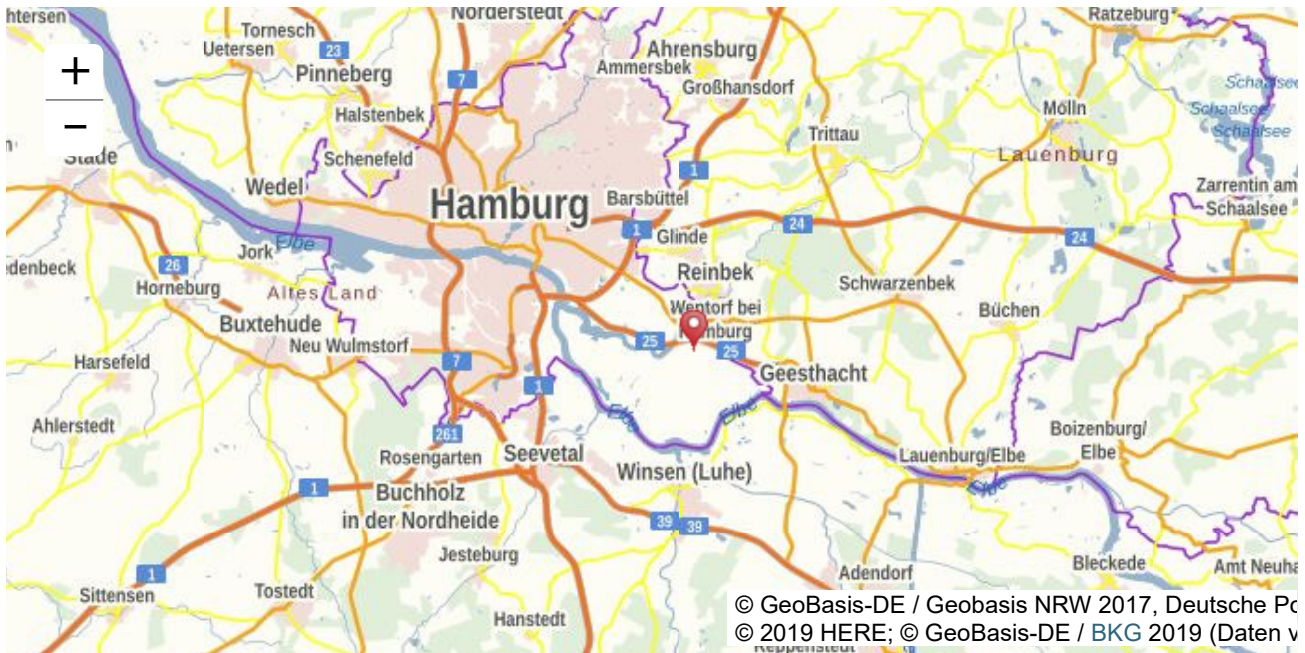 htersen
Tornesch
Uetersen
Norderstedt
Ratzeburg
23
Pinneberg
7
Ahrensburg
Ammersbek
Großhansdorf
+
−
Halstenbek
Schaalsee
Schaalsee
Schaalsee
Mölln
Trittau
Stade
Schenefeld
Lauenburg
1
Wedel
Hamburg
Barsbüttel
Zarrentin am
Schaalsee
1
Glinde
24
24
Jork
Elbe
edenbeck
26
Horneburg
Altes Land
Reinbek
Schwarzenbek
Büchen
Buxtehude
Neu Wulmstorf
Wentorf bei
Hamburg
25
25
Harsefeld
7
1
Geesthacht
Elbe
Elbe
Ahlerstedt
261
Rosengarten
Seevetal
Winsen (Luhe)
Lauenburg/Elbe
Elbe
Boizenburg/
Elbe
1
Buchholz
in der Nordheide
39
39
Jesteburg
1
Sittensen
Tostedt
Hanstedt
Adendorf
Bleckede
Amt Neuha
Reppenstedt
© GeoBasis-DE / Geobasis NRW 2017, Deutsche Po
© 2019 HERE; © GeoBasis-DE / BKG 2019 (Daten v